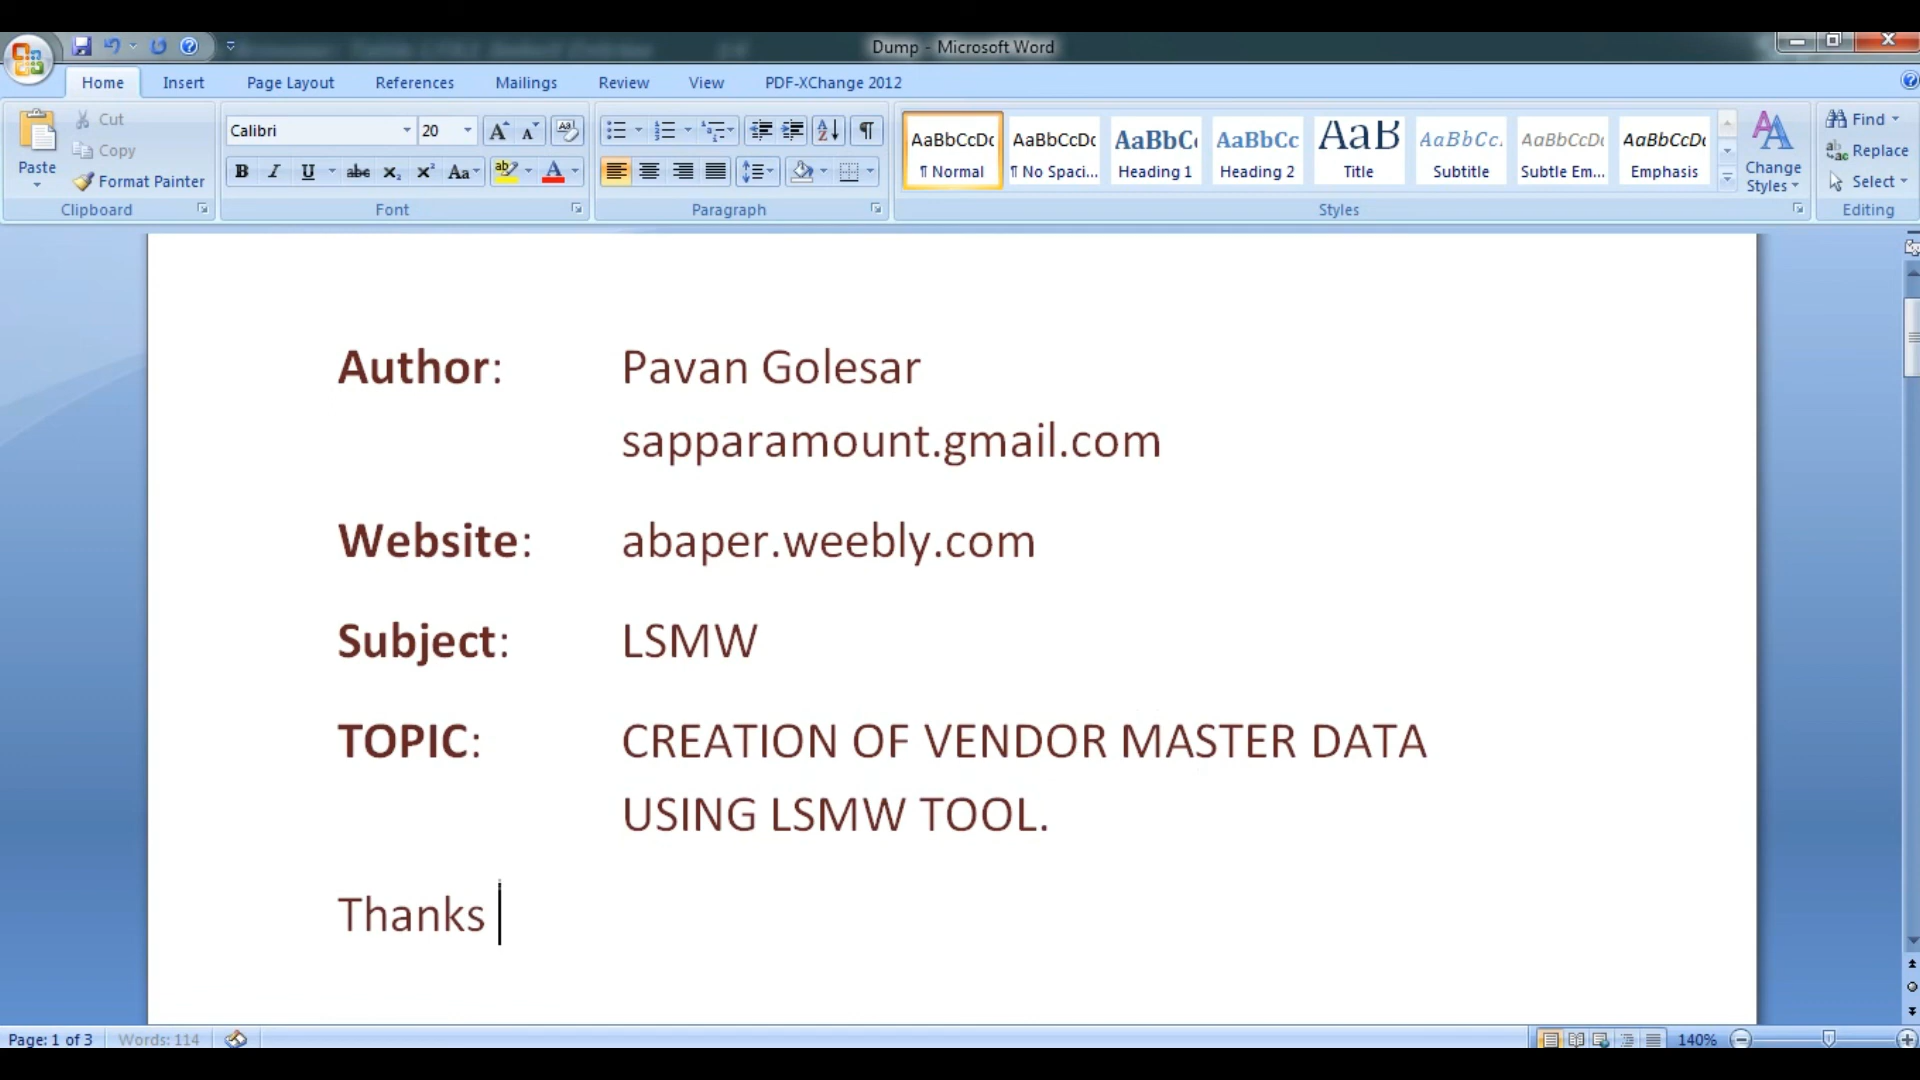 Dump - Microsoft Word
Home Insert Page Layout References Mailings Review View PDF-XChange 2012
Paste Cut Copy Format Painter Clipboard
Calibri 20 Font
Paragraph
AaBbCcDc AaBbCcDc AaBbC AaBbCc AaB AaBbCc. AaBbCcDc AaBbCcDc
¶ Normal ¶ No Spaci... Heading 1 Heading 2 Title Subtitle Subtle Em... Emphasis
Styles
Change Styles
Find Replace Select Editing
Author: Pavan Golesar
sapparamount.gmail.com
Website: abaper.weebly.com
Subject: LSMW
TOPIC: CREATION OF VENDOR MASTER DATA
USING LSMW TOOL.
Thanks
Page: 1 of 3 Words: 114 140%